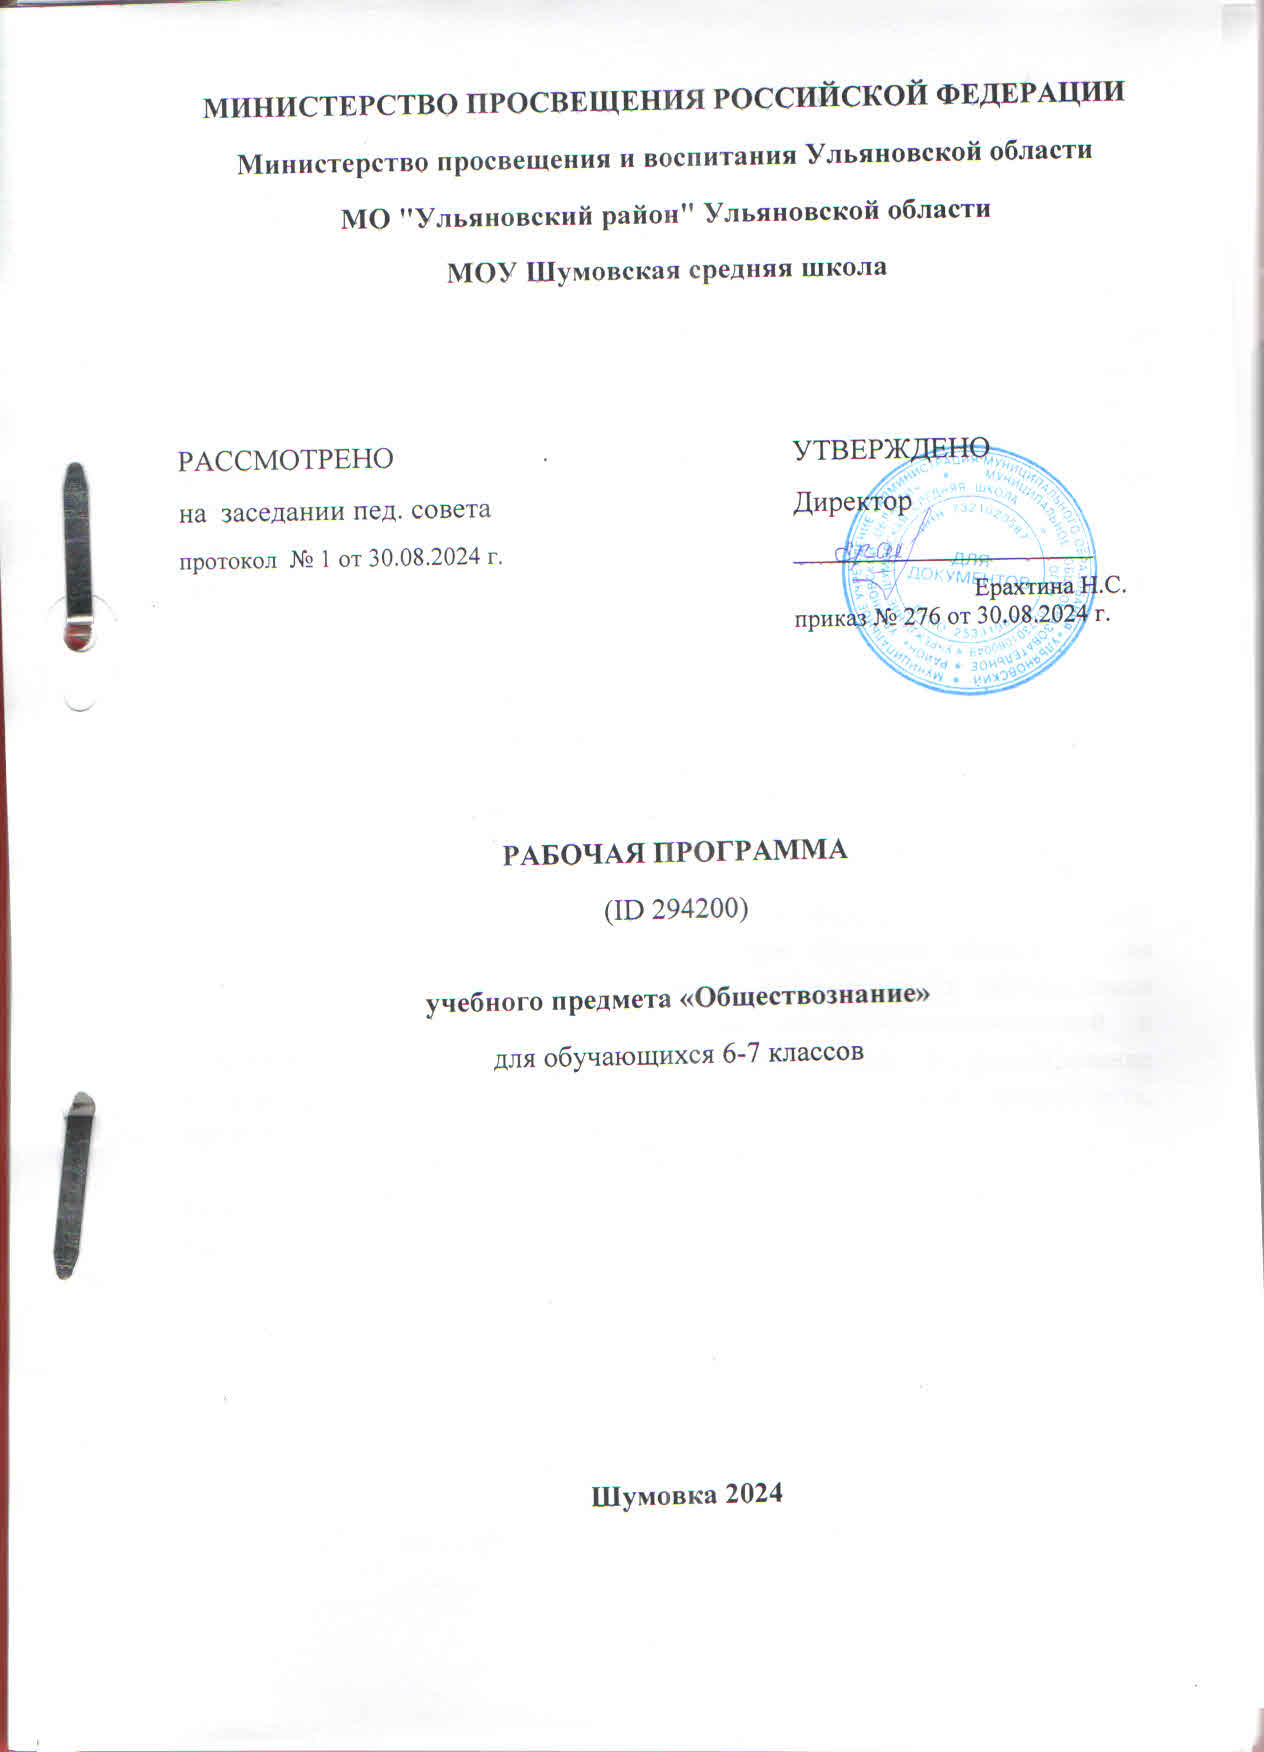 МИНИСТЕРСТВО ПРОСВЕЩЕНИЯ РОССИЙСКОЙ ФЕДЕРАЦИИ
Министерство просвещения и воспитания Ульяновской области
МО "Ульяновский район" Ульяновской области
МОУ Шумовская средняя школа
РАССМОТРЕНО
на заседании пед. совета
протокол № 1 от 30.08.2024 г.
УТВЕРЖДЕНО
Директор
ДЛЯ
ДОКУМЕНТОВ
Ерахтина Н.С.
приказ № 276 от 30.08.2024 г.
РАБОЧАЯ ПРОГРАММА
(ID 294200)
учебного предмета «Обществознание»
для обучающихся 6-7 классов
Шумовка 2024